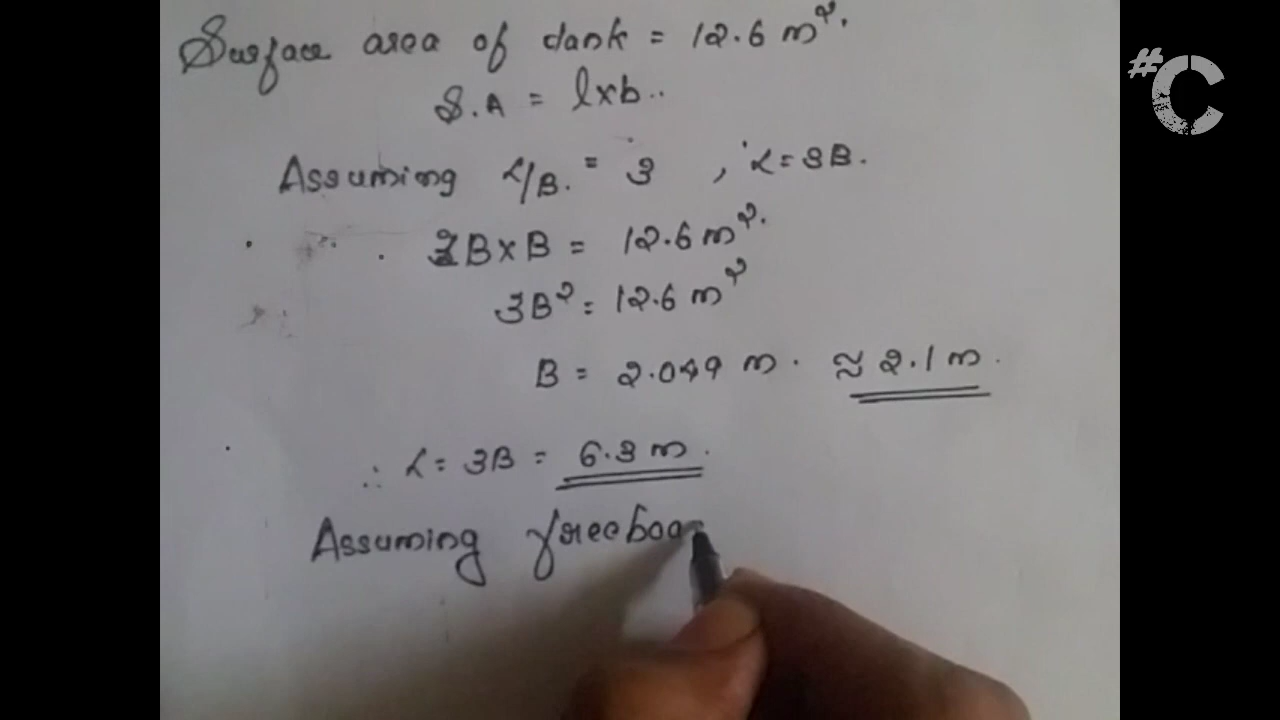 #C
Surface area of tank = 12.6 m².
S.A = l×b..
Assuming L/B. = 3 , L = 3B.
3B×B = 12.6 m².
3B² = 12.6 m²
B = 2.049 m. ≈ 2.1 m.
∴ L = 3B = 6.3 m.
Assuming freeboa